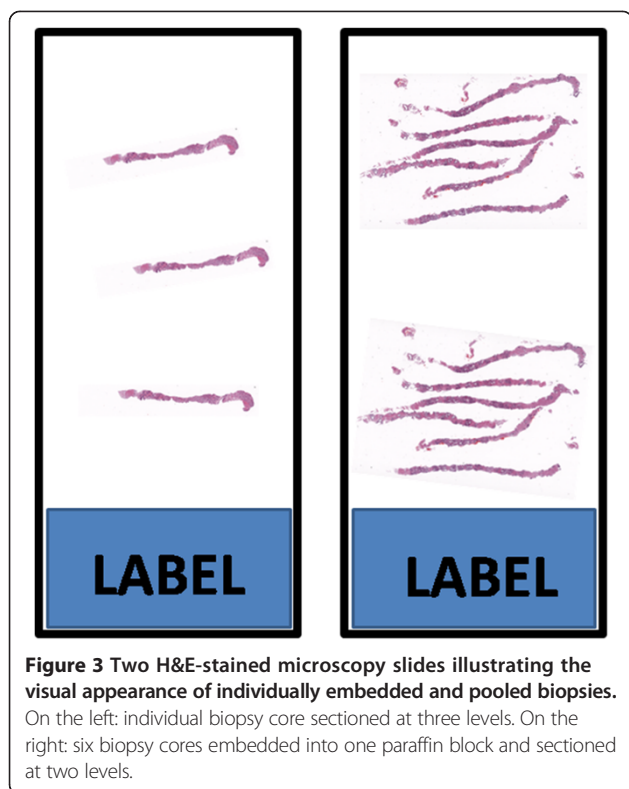 LABEL
LABEL
Figure 3 Two H&E-stained microscopy slides illustrating the
visual appearance of individually embedded and pooled biopsies.
On the left: individual biopsy core sectioned at three levels. On the
right: six biopsy cores embedded into one paraffin block and sectioned
at two levels.